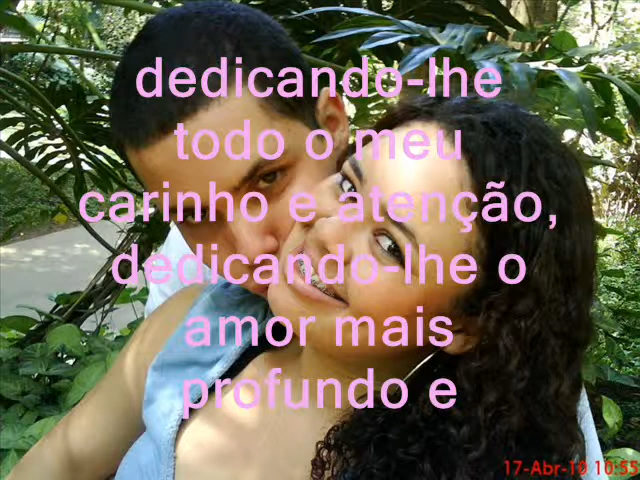 dedicando-lhe
todo o meu
carinho e atenção,
dedicando-lhe o
amor mais
profundo e
17-Abr-10 10:55